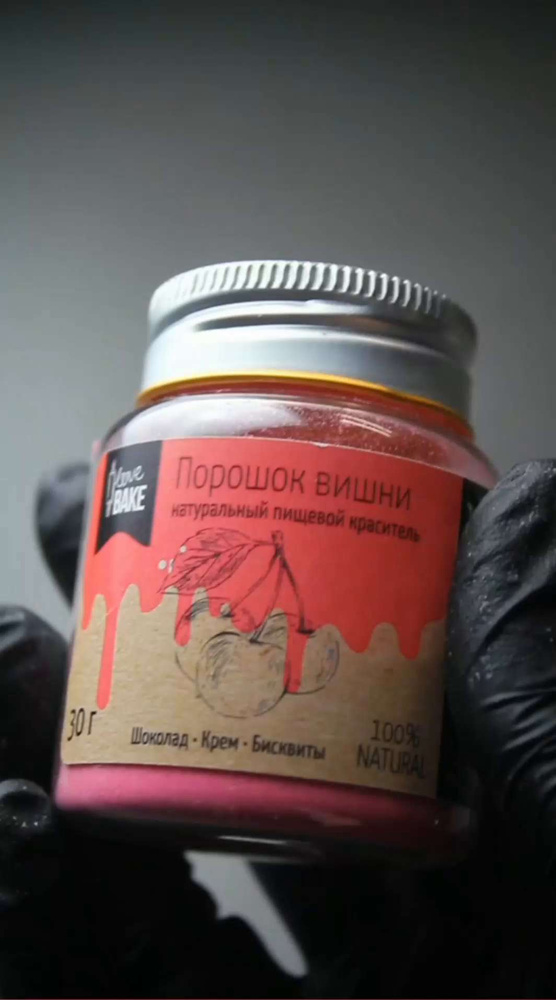 I love
BAKE
Порошок вишни
натуральный пищевой краситель
30 г
Шоколад · Крем · Бисквиты
100%
NATURAL